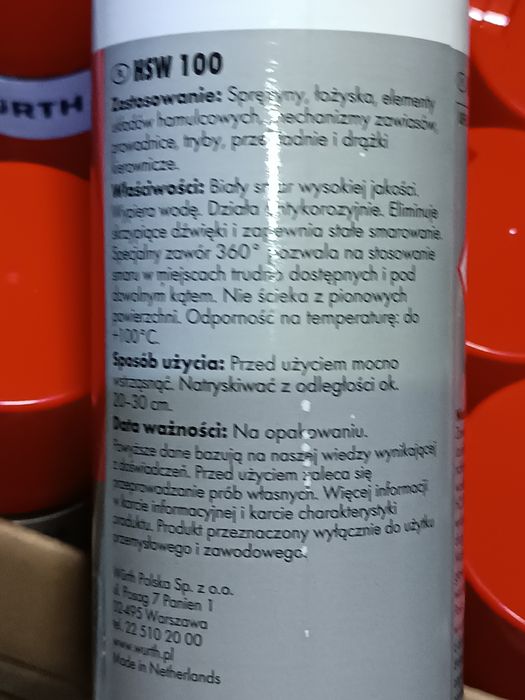 HSW 100
Zastosowanie: Sprężyny, łożyska, elementy
układów hamulcowych, mechanizmy zawiasów,
prowadnice, tryby, przekładnie i drążki
kierownicze.
Właściwości: Biały smar wysokiej jakości.
Wypiera wodę. Działa antykorozyjnie. Eliminuje
skrzypiące dźwięki i zapewnia stałe smarowanie.
Specjalny zawór 360° pozwala na stosowanie
smaru w miejscach trudno dostępnych i pod
dowolnym kątem. Nie ścieka z pionowych
powierzchni. Odporność na temperaturę: do
+100°C.
Sposób użycia: Przed użyciem mocno
wstrząsnąć. Natryskiwać z odległości ok.
20-30 cm.
Data ważności: Na opakowaniu.
Powyższe dane bazują na naszej wiedzy wynikającej
z doświadczeń. Przed użyciem zaleca się
przeprowadzanie prób własnych. Więcej informacji
w karcie informacyjnej i karcie charakterystyki
produktu. Produkt przeznaczony wyłącznie do użytku
przemysłowego i zawodowego.
Würth Polska Sp. z o.o.
ul. Posag 7 Panien 1
02-495 Warszawa
tel. 22 510 20 00
www.wurth.pl
Made in Netherlands
URTH